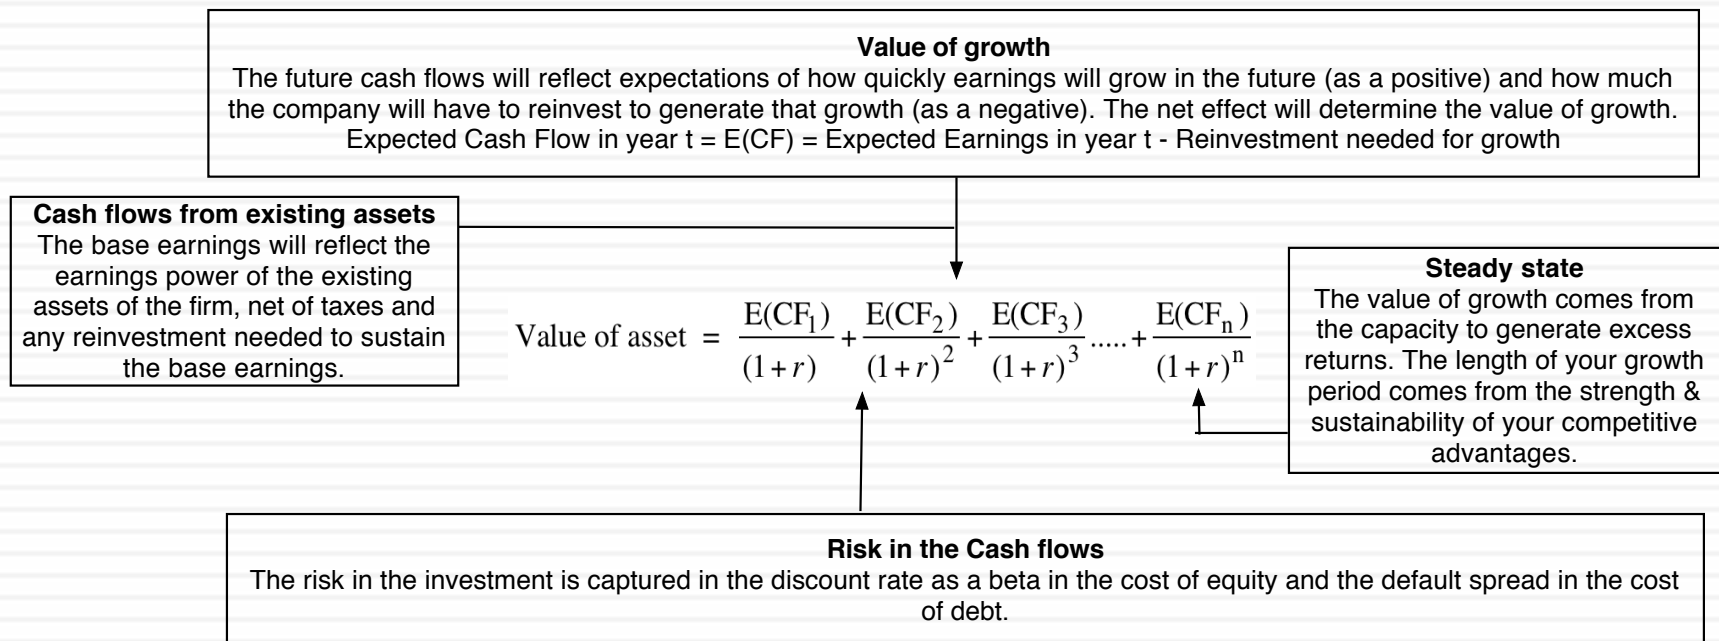 Value of growth
The future cash flows will reflect expectations of how quickly earnings will grow in the future (as a positive) and how much
the company will have to reinvest to generate that growth (as a negative). The net effect will determine the value of growth.
Expected Cash Flow in year t = E(CF) = Expected Earnings in year t - Reinvestment needed for growth
Cash flows from existing assets
The base earnings will reflect the
earnings power of the existing
assets of the firm, net of taxes and
any reinvestment needed to sustain
the base earnings.
Value of asset = E(CF₁)/(1+r) + E(CF₂)/(1+r)² + E(CF₃)/(1+r)³ ..... + E(CFₙ)/(1+r)ⁿ
Steady state
The value of growth comes from
the capacity to generate excess
returns. The length of your growth
period comes from the strength &
sustainability of your competitive
advantages.
Risk in the Cash flows
The risk in the investment is captured in the discount rate as a beta in the cost of equity and the default spread in the cost
of debt.